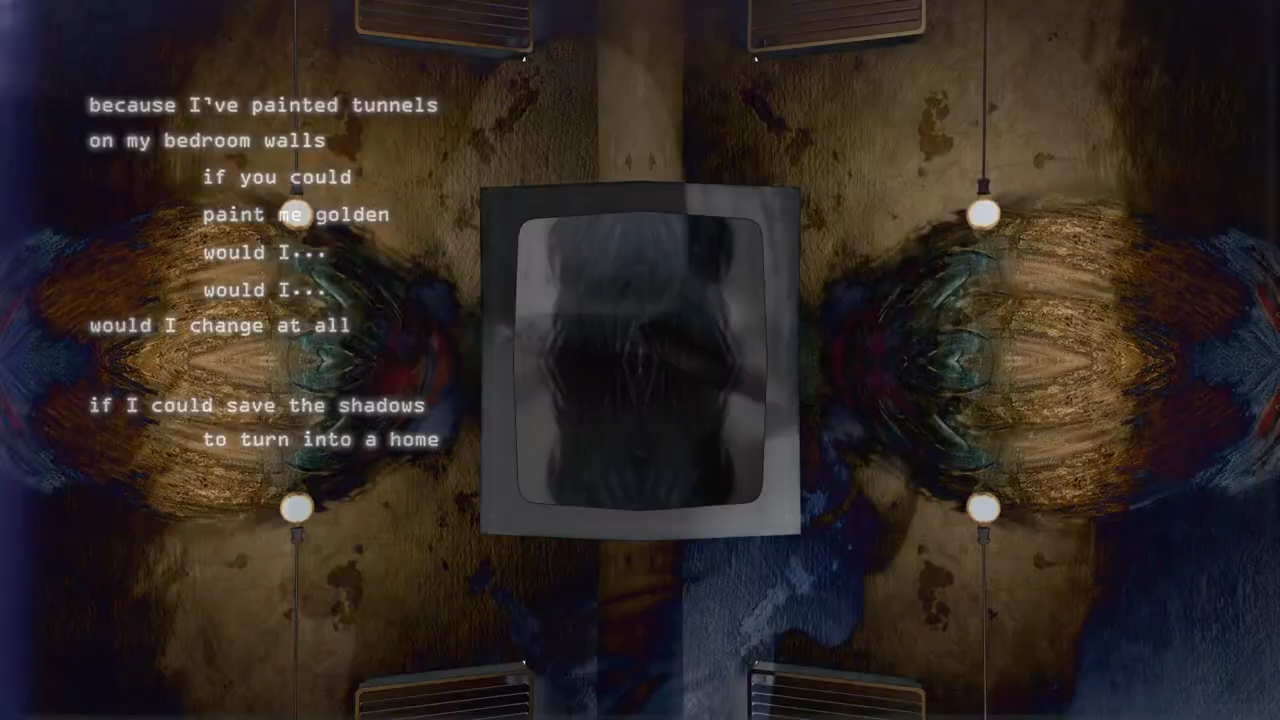 because I've painted tunnels
on my bedroom walls
if you could
paint me golden
would I...
would I...
would I change at all
if I could save the shadows
to turn into a home